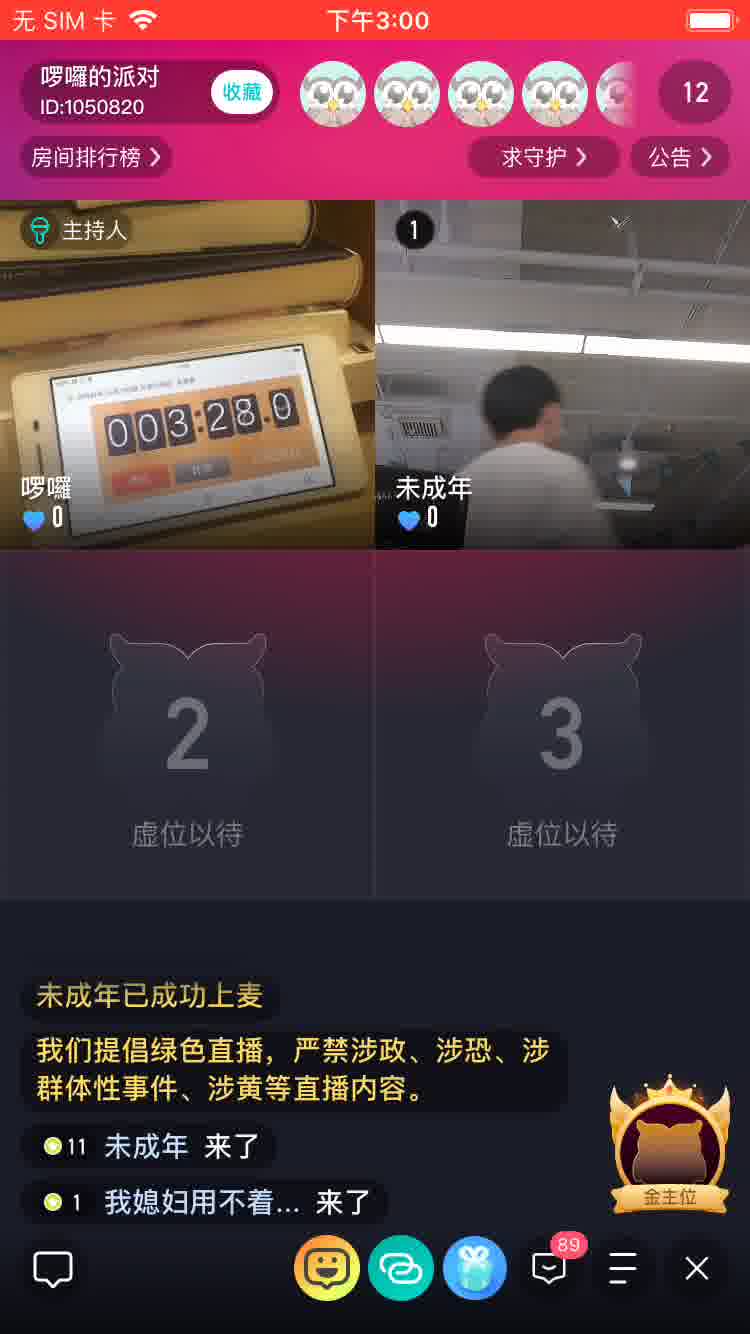 无 SIM 卡
下午3:00
啰囉的派对
ID:1050820
收藏
12
房间排行榜
求守护
公告
主持人
1
003:28.0
啰囉
0
未成年
0
2
虚位以待
3
虚位以待
未成年已成功上麦
我们提倡绿色直播，严禁涉政、涉恐、涉
群体性事件、涉黄等直播内容。
11 未成年 来了
1 我媳妇用不着... 来了
金主位
89